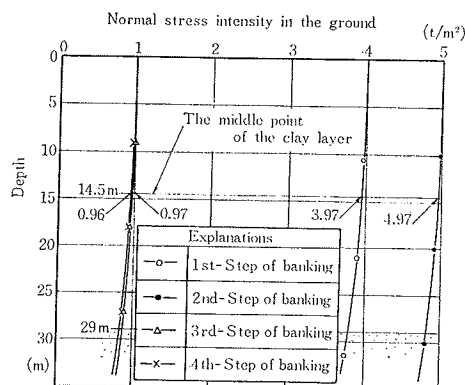 Normal stress intensity in the ground
(t/m²)
0 1 2 3 4 5
0
5
10
15
20
25
30
(m)
Depth
The middle point
of the clay layer
14.5m
0.96 0.97 3.97 4.97
29m
Explanations
1st-Step of banking
2nd-Step of banking
3rd-Step of banking
4th-Step of banking